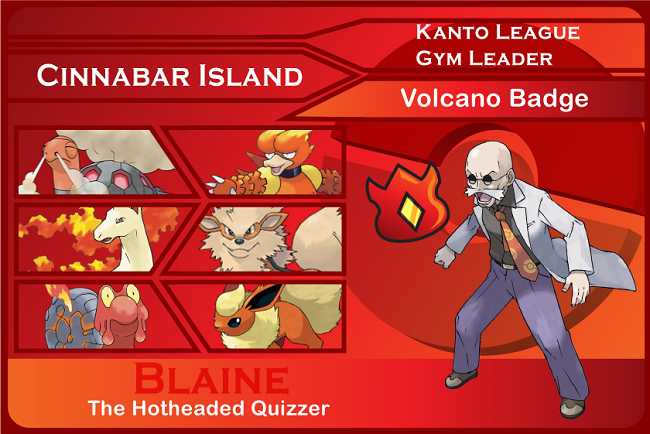 Cinnabar Island
Kanto League
Gym Leader
Volcano Badge
Blaine
The Hotheaded Quizzer